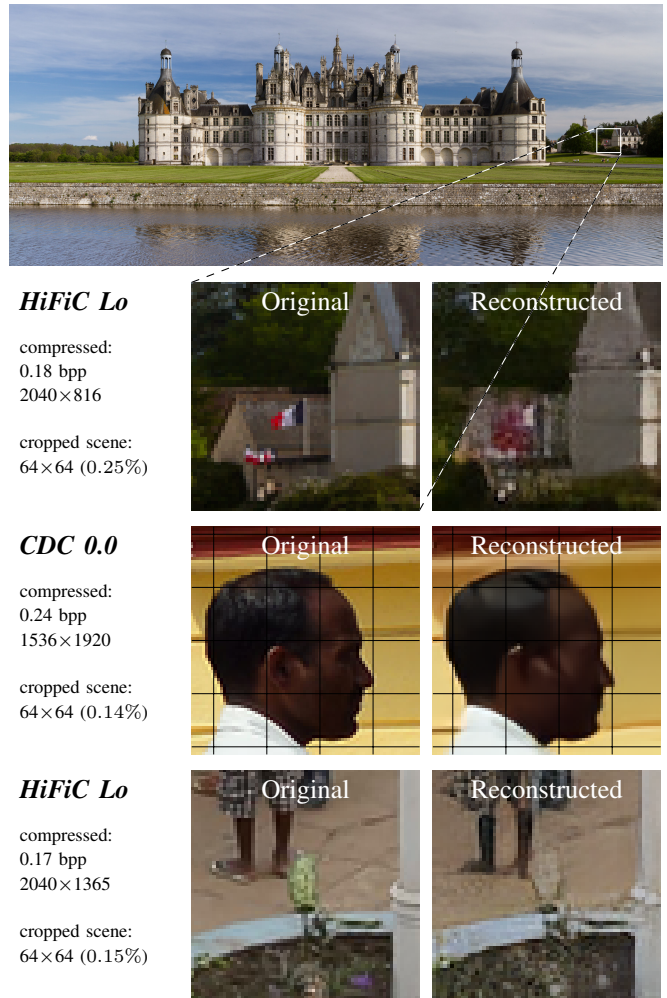 HiFiC Lo
Original
Reconstructed
compressed:
0.18 bpp
2040×816
cropped scene:
64×64 (0.25%)
CDC 0.0
Original
Reconstructed
compressed:
0.24 bpp
1536×1920
cropped scene:
64×64 (0.14%)
HiFiC Lo
Original
Reconstructed
compressed:
0.17 bpp
2040×1365
cropped scene:
64×64 (0.15%)